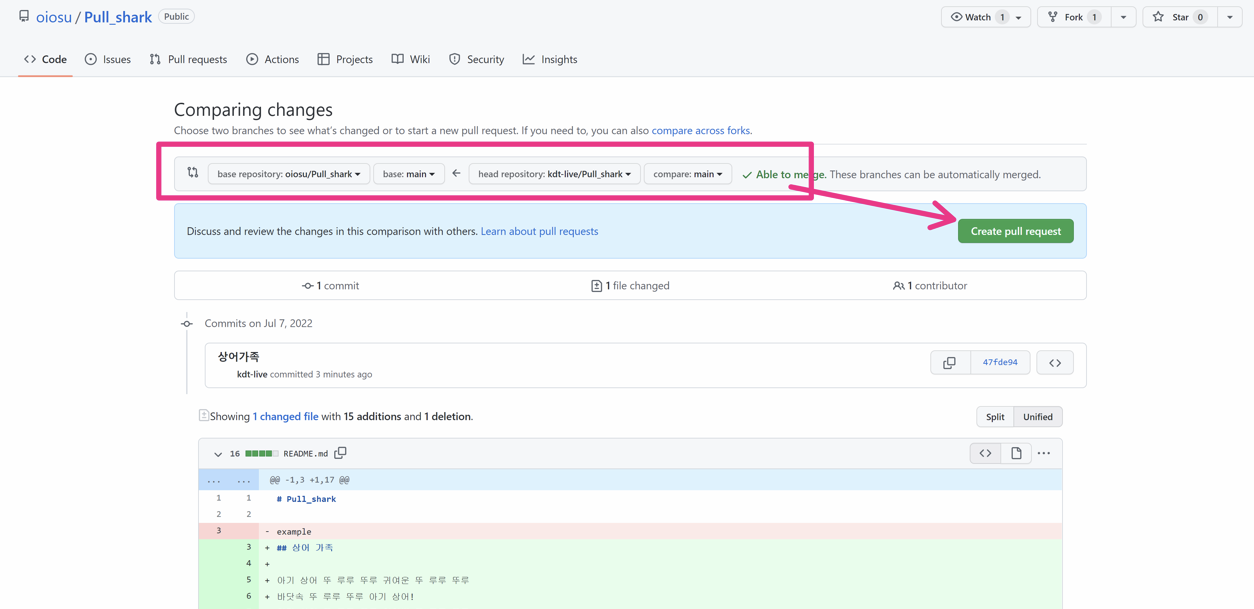 oiosu / Pull_shark Public
Watch 1 Fork 1 Star 0
Code Issues Pull requests Actions Projects Wiki Security Insights
Comparing changes
Choose two branches to see what's changed or to start a new pull request. If you need to, you can also compare across forks.
base repository: oiosu/Pull_shark base: main ← head repository: kdt-live/Pull_shark compare: main Able to merge. These branches can be automatically merged.
Discuss and review the changes in this comparison with others. Learn about pull requests Create pull request
1 commit 1 file changed 1 contributor
Commits on Jul 7, 2022
상어가족
kdt-live committed 3 minutes ago
47fde94
Showing 1 changed file with 15 additions and 1 deletion.
Split Unified
16 README.md
... ... @@ -1,3 +1,17 @@
1 1 # Pull_shark
2 2
3 - example
3 + ## 상어 가족
4 +
5 + 아기 상어 뚜 루루 뚜루 귀여운 뚜 루루 뚜루
6 + 바닷속 뚜 루루 뚜루 아기 상어!